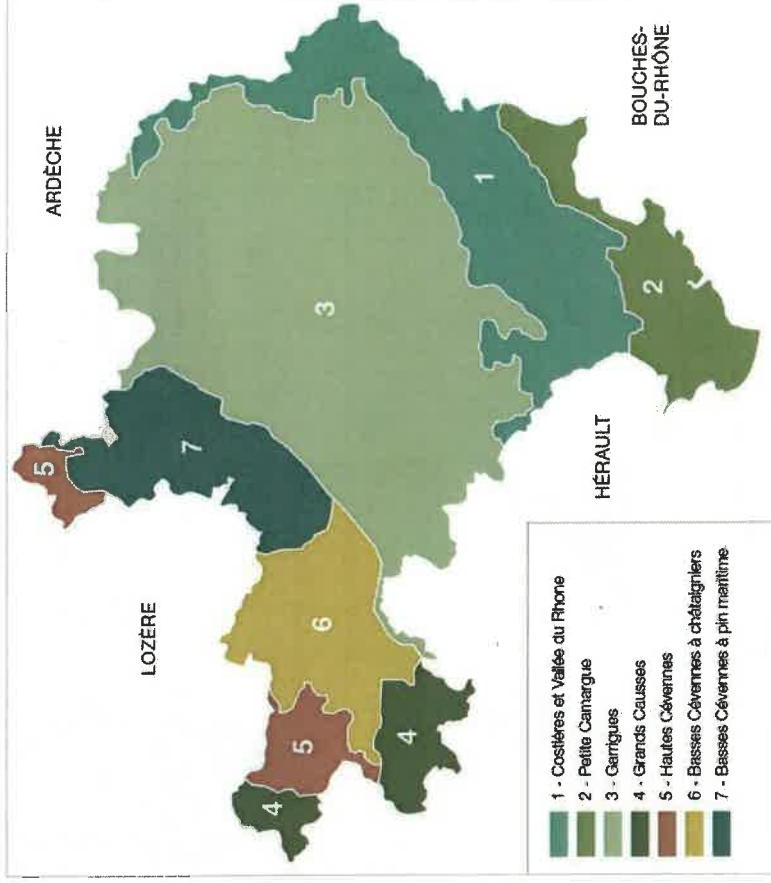 ARDÈCHE
5
LOZÈRE
7
3
6
5
4
4
1
BOUCHES-
DU-RHÔNE
2
HÉRAULT
1 - Costières et Vallée du Rhone
2 - Petite Camargue
3 - Garrigues
4 - Grands Causses
5 - Hautes Cévennes
6 - Basses Cévennes à châtaigniers
7 - Basses Cévennes à pin maritime